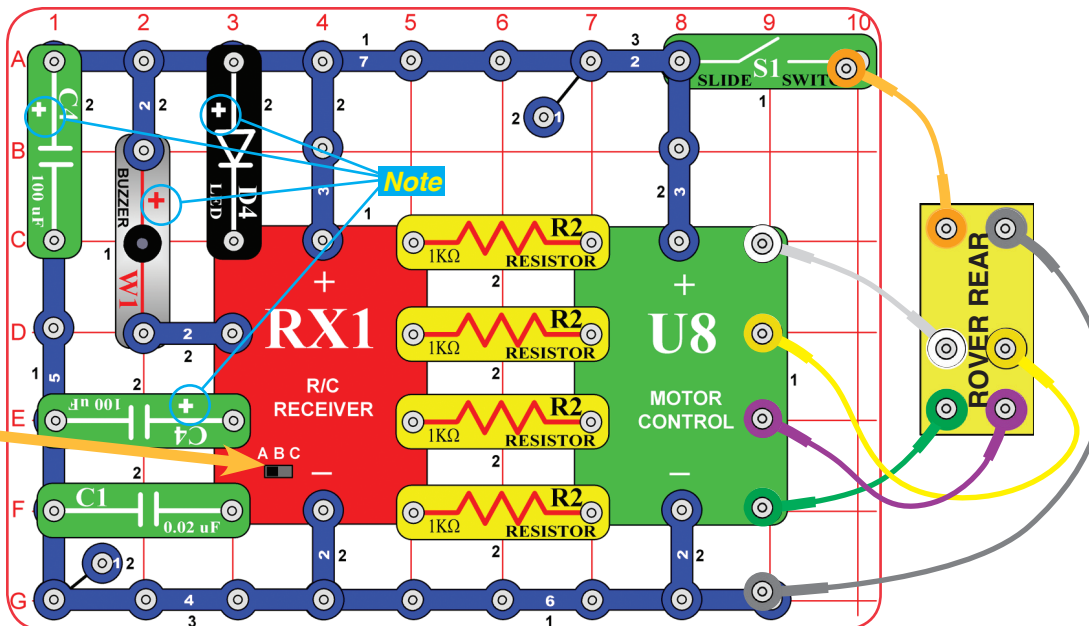 1 2 3 4 5 6 7 8 9 10
A
B
C
D
E
F
G
1
7
3
2
S1
SLIDE SWITCH
1
C4
+
2
100 uF
2
2
+
2
D4
LED
2
3
1
2
1
2
3
Note
BUZZER
+
1
W1
2
2
+
RX1
R/C
RECEIVER
A B C
–
R2
1KΩ
RESISTOR
2
R2
1KΩ
RESISTOR
2
R2
1KΩ
RESISTOR
2
R2
1KΩ
RESISTOR
2
+
U8
MOTOR
CONTROL
–
1
ROVER REAR
1
5
2
100 uF
+
C4
2
C1
0.02 uF
1
2
2
2
2
2
4
3
6
1